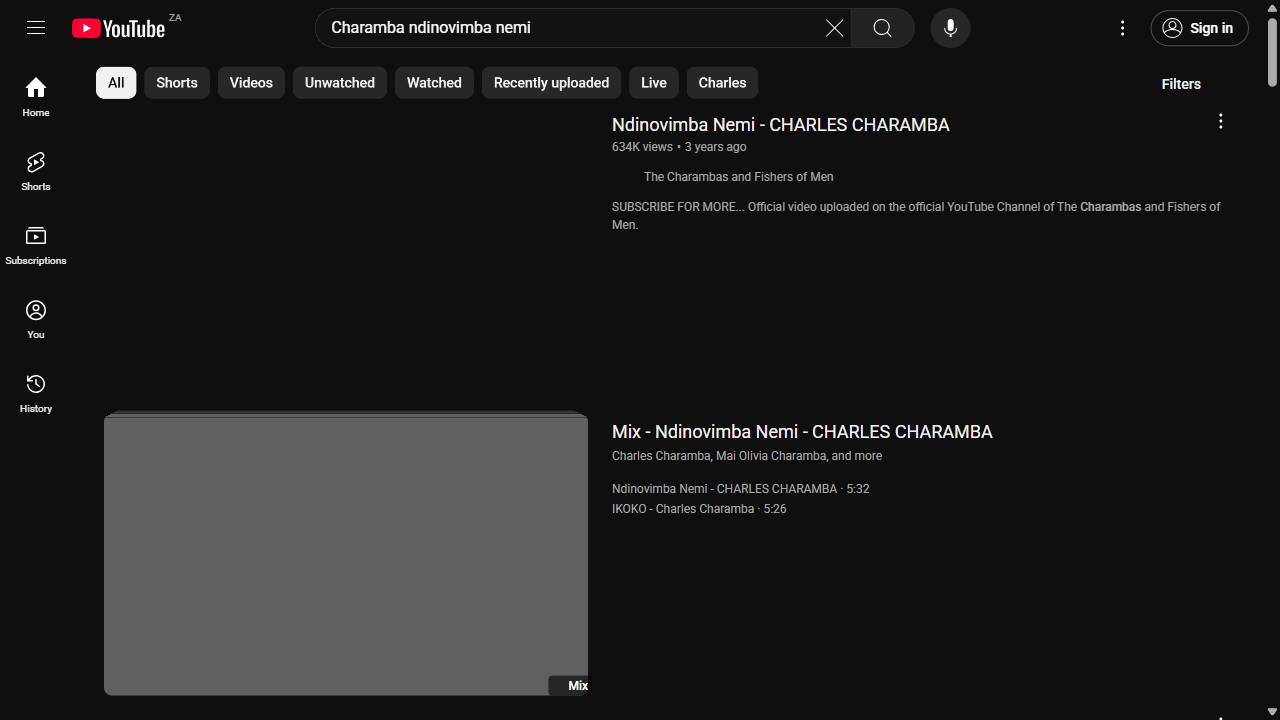 YouTube ZA
Charamba ndinovimba nemi
Sign in
All
Shorts
Videos
Unwatched
Watched
Recently uploaded
Live
Charles
Filters
Home
Shorts
Subscriptions
You
History
Ndinovimba Nemi - CHARLES CHARAMBA
634K views • 3 years ago
The Charambas and Fishers of Men
SUBSCRIBE FOR MORE... Official video uploaded on the official YouTube Channel of The Charambas and Fishers of
Men.
Mix - Ndinovimba Nemi - CHARLES CHARAMBA
Charles Charamba, Mai Olivia Charamba, and more
Ndinovimba Nemi - CHARLES CHARAMBA · 5:32
IKOKO - Charles Charamba · 5:26
Mix